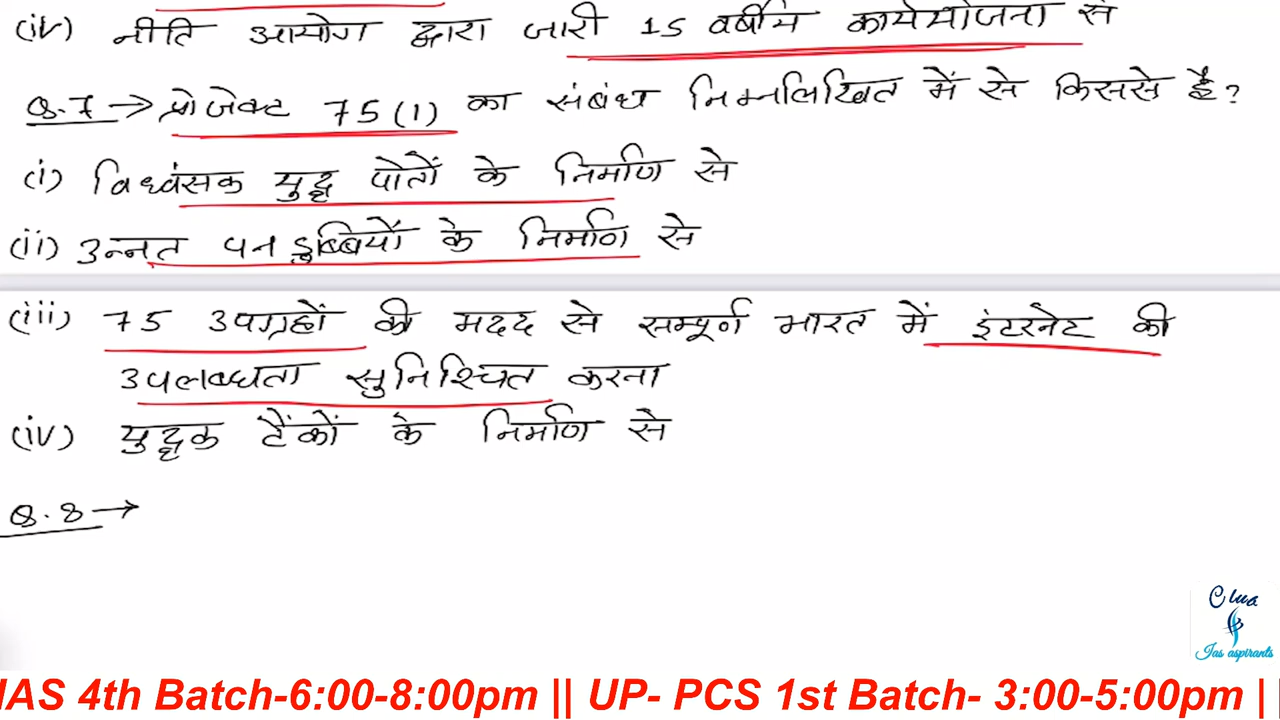 (iv) नीति आयोग द्वारा जारी 15 वर्षीय कार्ययोजना से
Q.7 → प्रोजेक्ट 75 (1) का संबंध निम्नलिखित में से किससे है?
(i) विध्वंसक युद्ध पोतों के निर्माण से
(ii) उन्नत पनडुब्बियों के निर्माण से
(iii) 75 उपग्रहों की मदद से सम्पूर्ण भारत में इंटरनेट की
उपलब्धता सुनिश्चित करना
(iv) युद्धक टैंकों के निर्माण से
Q.8 →
Clue
Ias aspirants
IAS 4th Batch-6:00-8:00pm || UP- PCS 1st Batch- 3:00-5:00pm ||